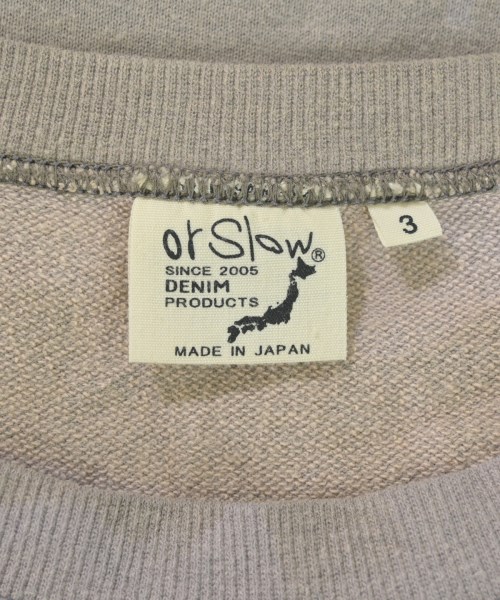 orSlow®
SINCE 2005
DENIM
PRODUCTS
MADE IN JAPAN
3